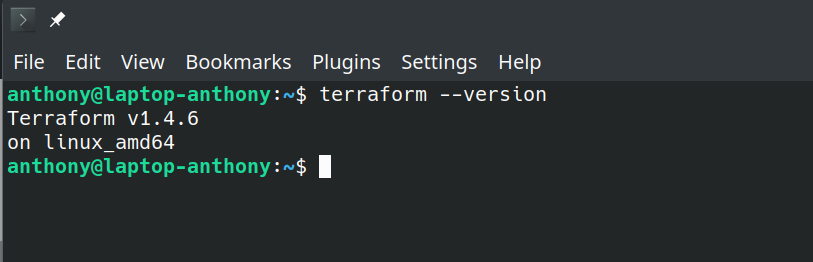 File Edit View Bookmarks Plugins Settings Help
anthony@laptop-anthony:~$ terraform --version
Terraform v1.4.6
on linux_amd64
anthony@laptop-anthony:~$